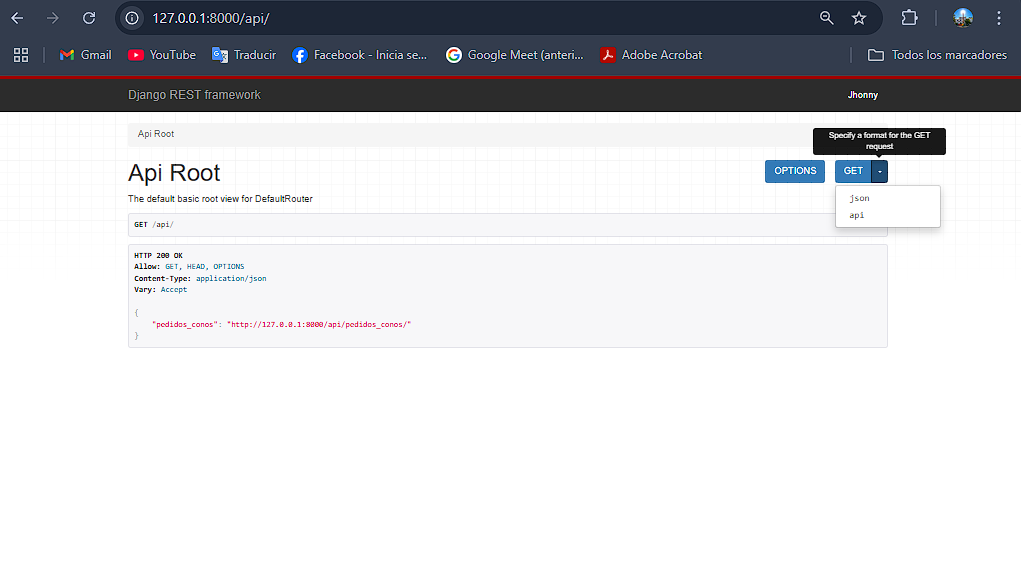 127.0.0.1:8000/api/
Gmail YouTube Traducir Facebook - Inicia se... Google Meet (anteri... Adobe Acrobat Todos los marcadores
Django REST framework Jhonny
Api Root
Specify a format for the GET
request
Api Root OPTIONS GET
The default basic root view for DefaultRouter
json
api
GET /api/
HTTP 200 OK
Allow: GET, HEAD, OPTIONS
Content-Type: application/json
Vary: Accept
{
"pedidos_conos": "http://127.0.0.1:8000/api/pedidos_conos/"
}